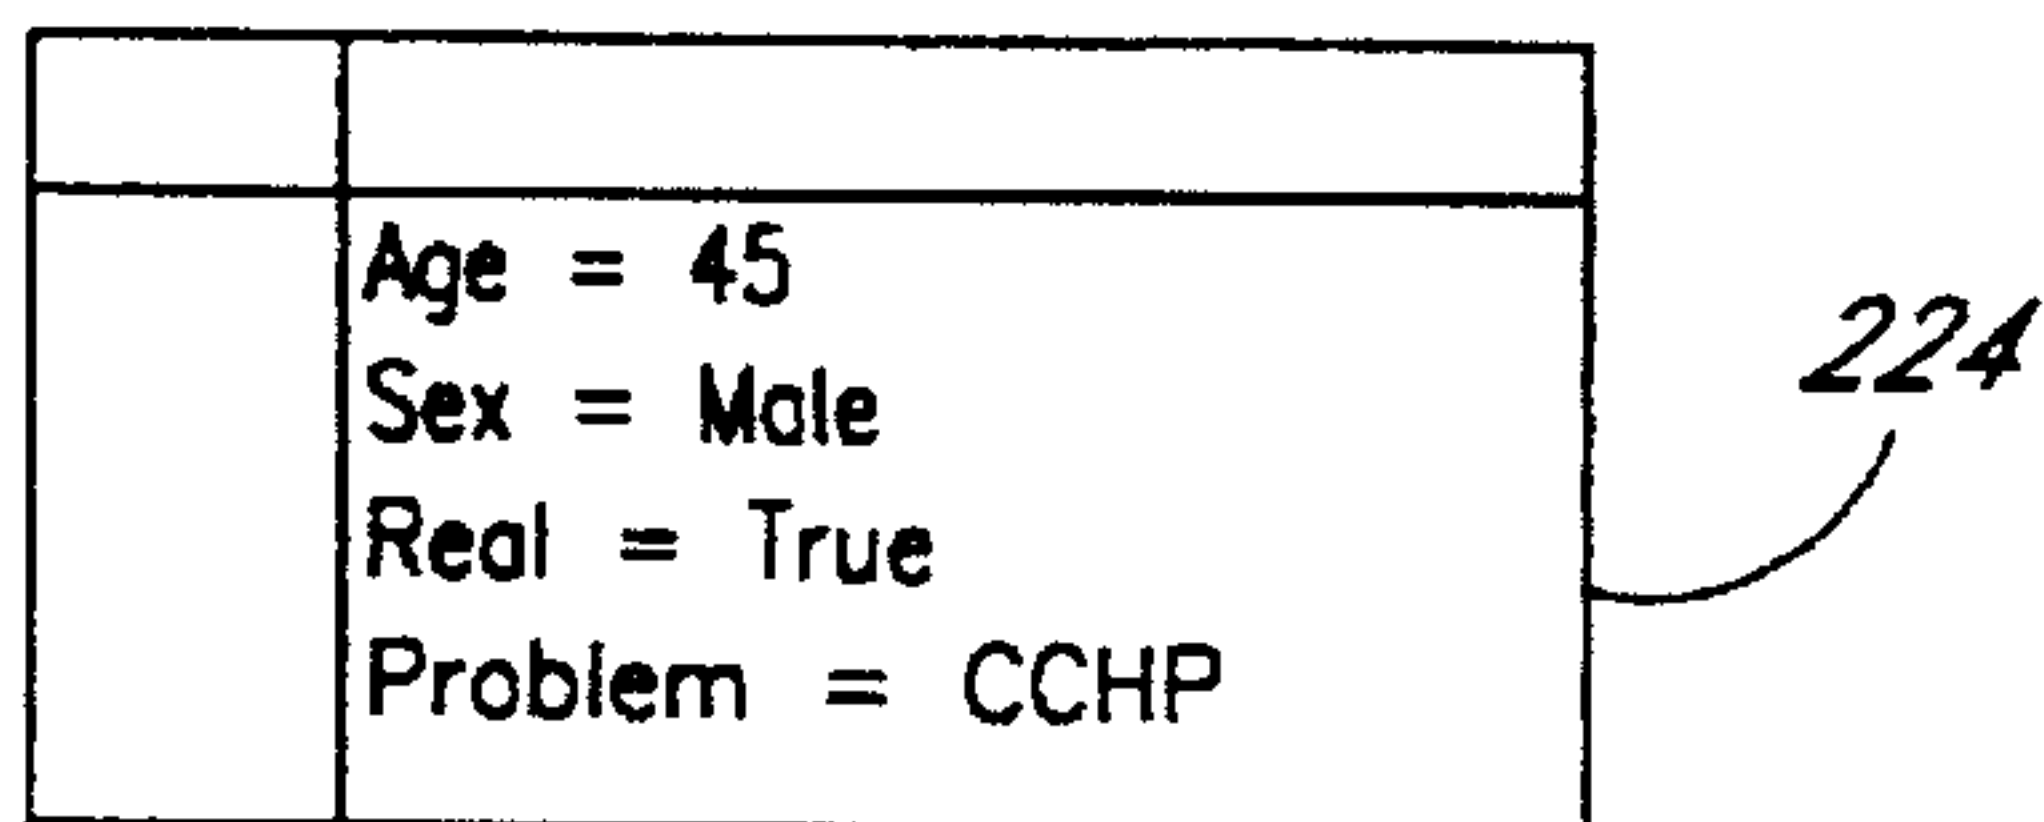 Age = 45
Sex = Male
Real = True
Problem = CCHP
224